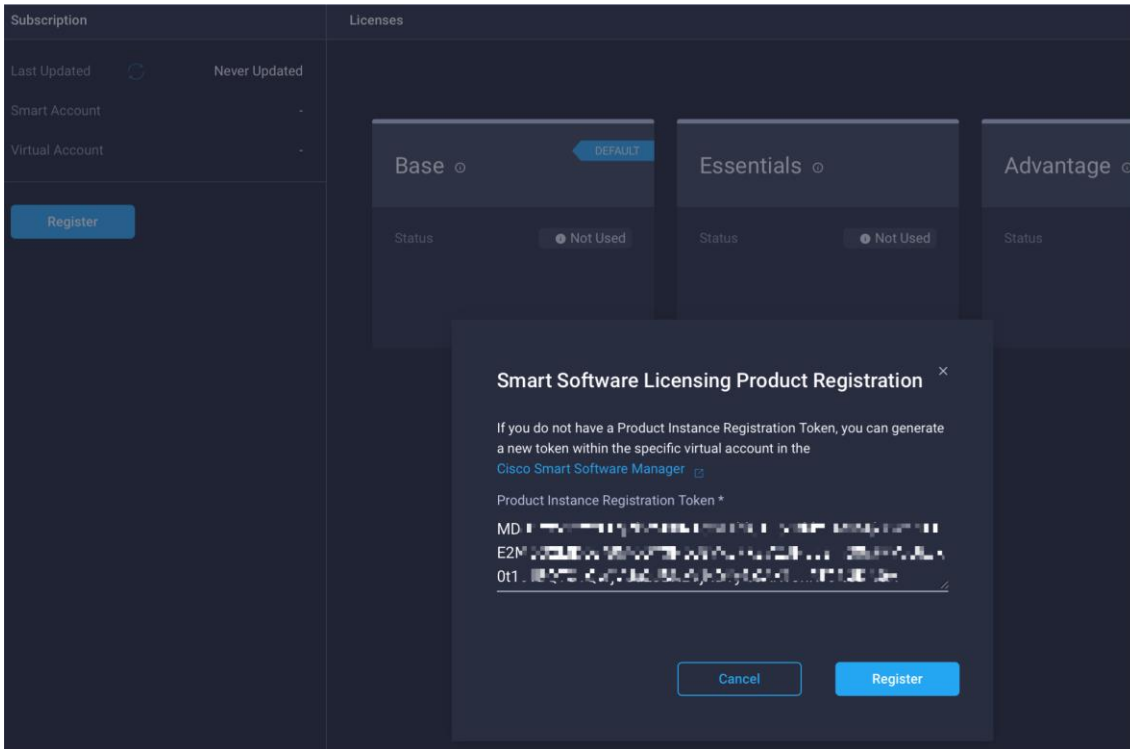 Subscription
Licenses
Last Updated
Never Updated
Smart Account
-
Virtual Account
-
Register
Base
DEFAULT
Status
Not Used
Essentials
Status
Not Used
Advantage
Status
Smart Software Licensing Product Registration
If you do not have a Product Instance Registration Token, you can generate
a new token within the specific virtual account in the
Cisco Smart Software Manager
Product Instance Registration Token *
MD
E2
0t1
Cancel
Register